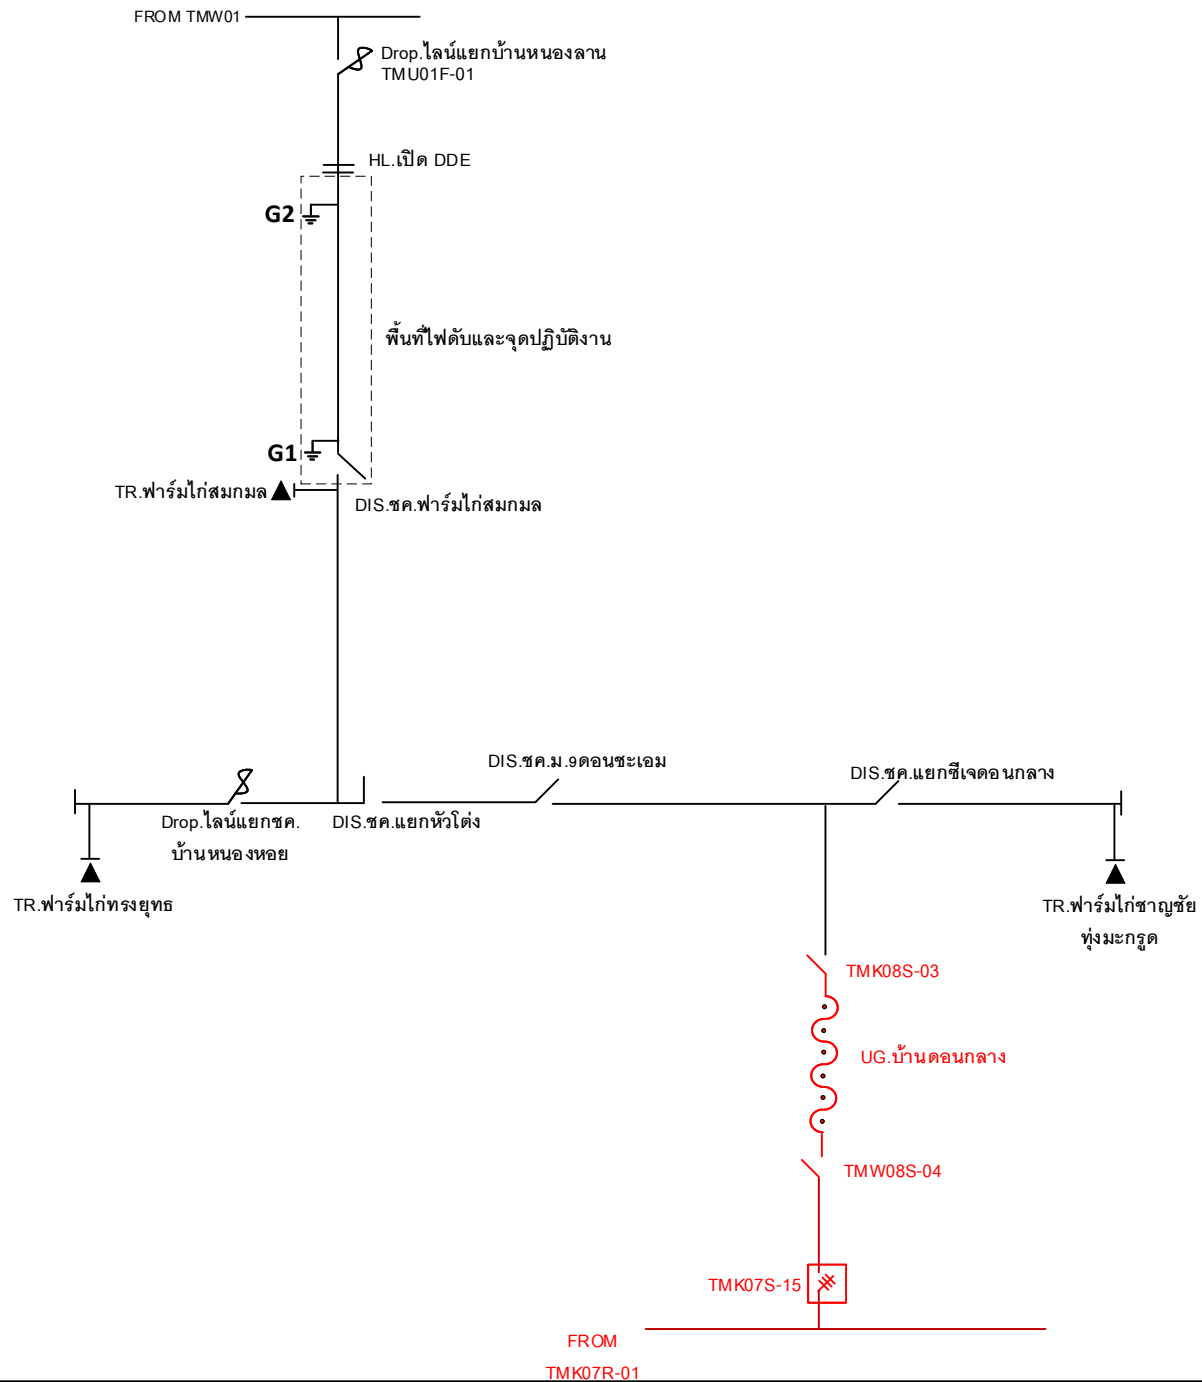 FROM TMW01
Drop.ไลน์แยกบ้านหนองลาน
TMU01F-01
HL.เปิด DDE
G2
พื้นที่ไฟดับและจุดปฏิบัติงาน
G1
TR.ฟาร์มไก่สมกมล
DIS.ชค.ฟาร์มไก่สมกมล
DIS.ชค.ม.9ดอนชะเอม
DIS.ชค.แยกซีเจดอนกลาง
Drop.ไลน์แยกชค.
บ้านหนองหอย
DIS.ชค.แยกหัวโต่ง
TR.ฟาร์มไก่ทรงยุทธ
TR.ฟาร์มไก่ชาญชัย
ทุ่งมะกรูด
TMK08S-03
UG.บ้านดอนกลาง
TMW08S-04
TMK07S-15
FROM
TMK07R-01